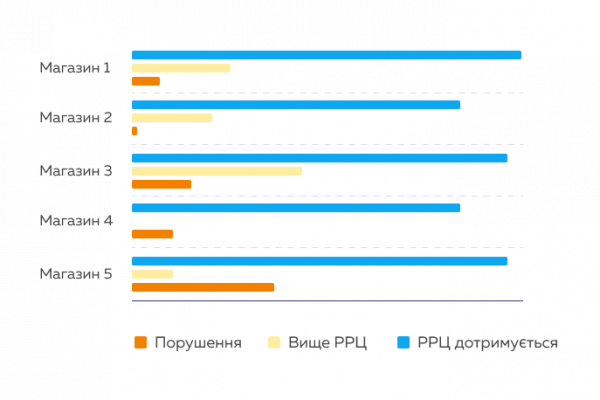 Магазин 1
Магазин 2
Магазин 3
Магазин 4
Магазин 5
Порушення Вище РРЦ РРЦ дотримується